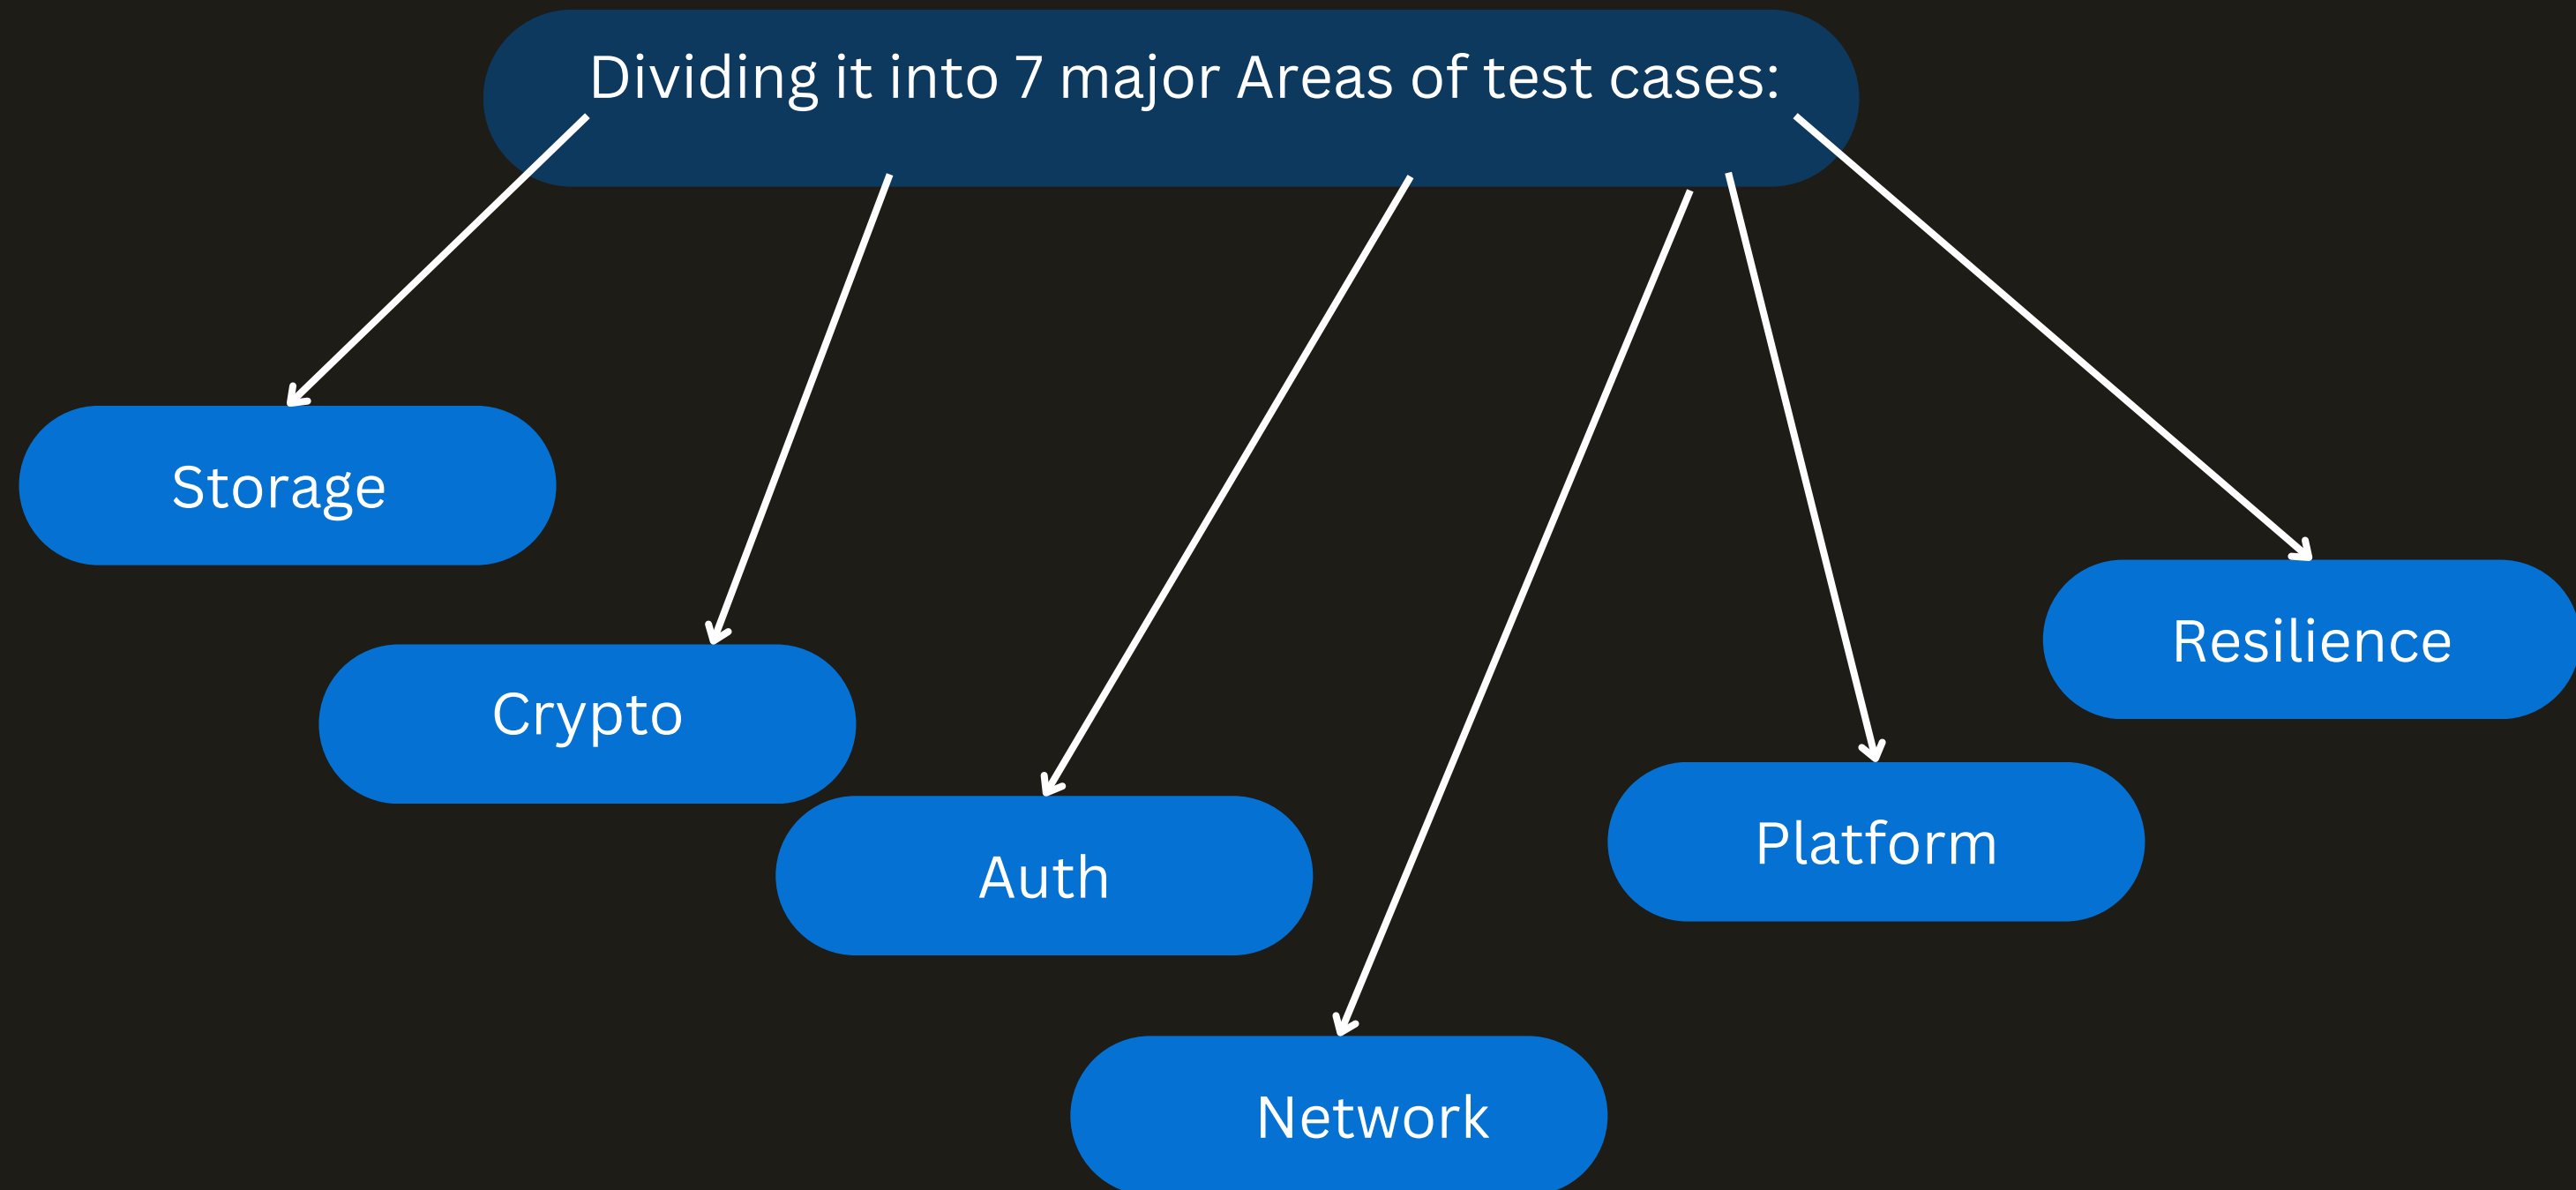 Dividing it into 7 major Areas of test cases:
Storage
Crypto
Auth
Network
Platform
Resilience